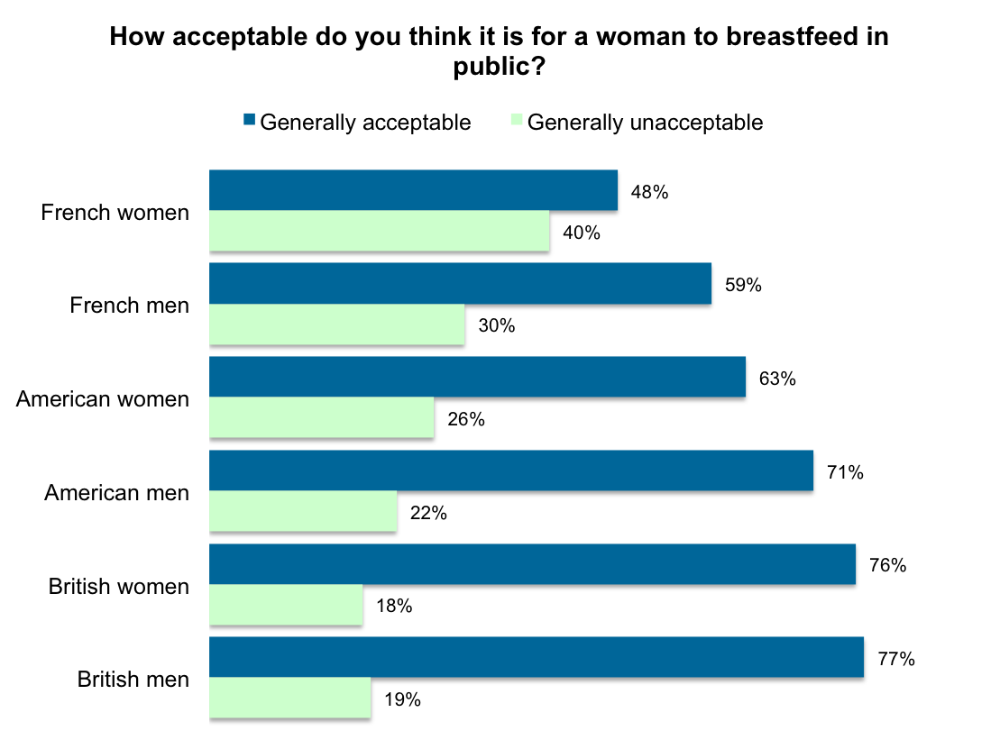 How acceptable do you think it is for a woman to breastfeed in
public?
Generally acceptable Generally unacceptable
French women
48%
40%
French men
59%
30%
American women
63%
26%
American men
71%
22%
British women
76%
18%
British men
77%
19%